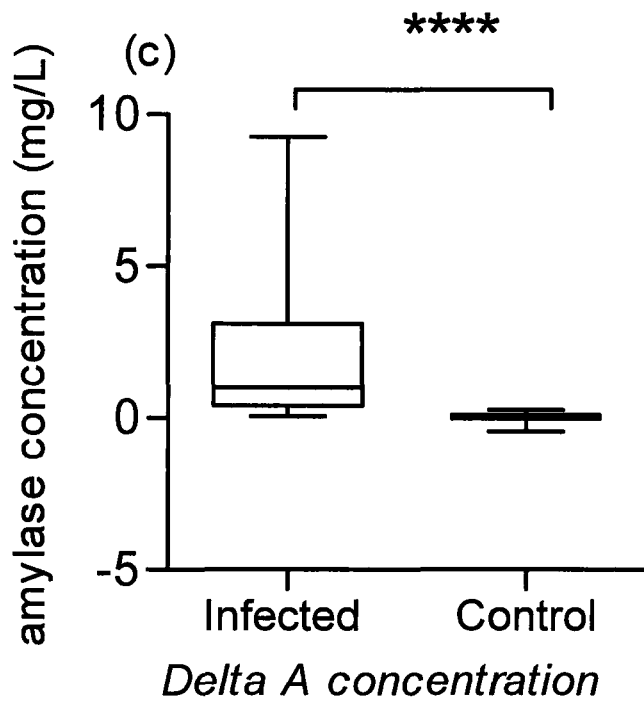 ****
(c)
amylase concentration (mg/L)
10
5
0
-5
Infected Control
Delta A concentration